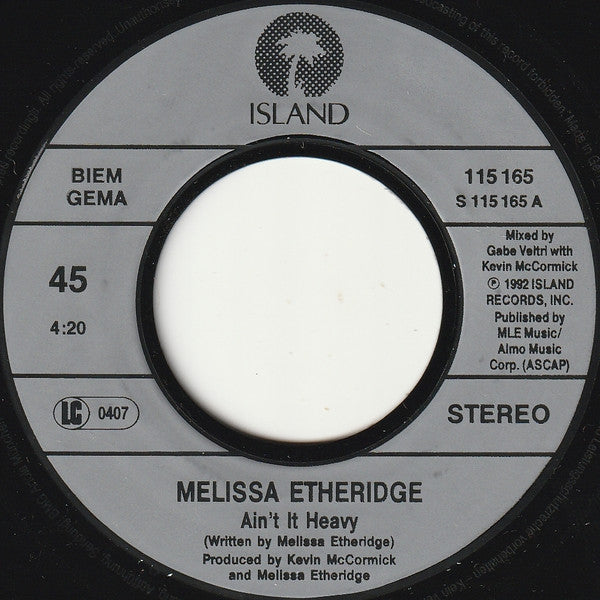 ISLAND
BIEM
GEMA
115 165
S 115 165 A
45
4:20
Mixed by
Gabe Veltri with
Kevin McCormick
℗ 1992 ISLAND
RECORDS, INC.
Published by
MLE Music/
Almo Music
Corp. (ASCAP)
LC 0407
STEREO
MELISSA ETHERIDGE
Ain't It Heavy
(Written by Melissa Etheridge)
Produced by Kevin McCormick
and Melissa Etheridge